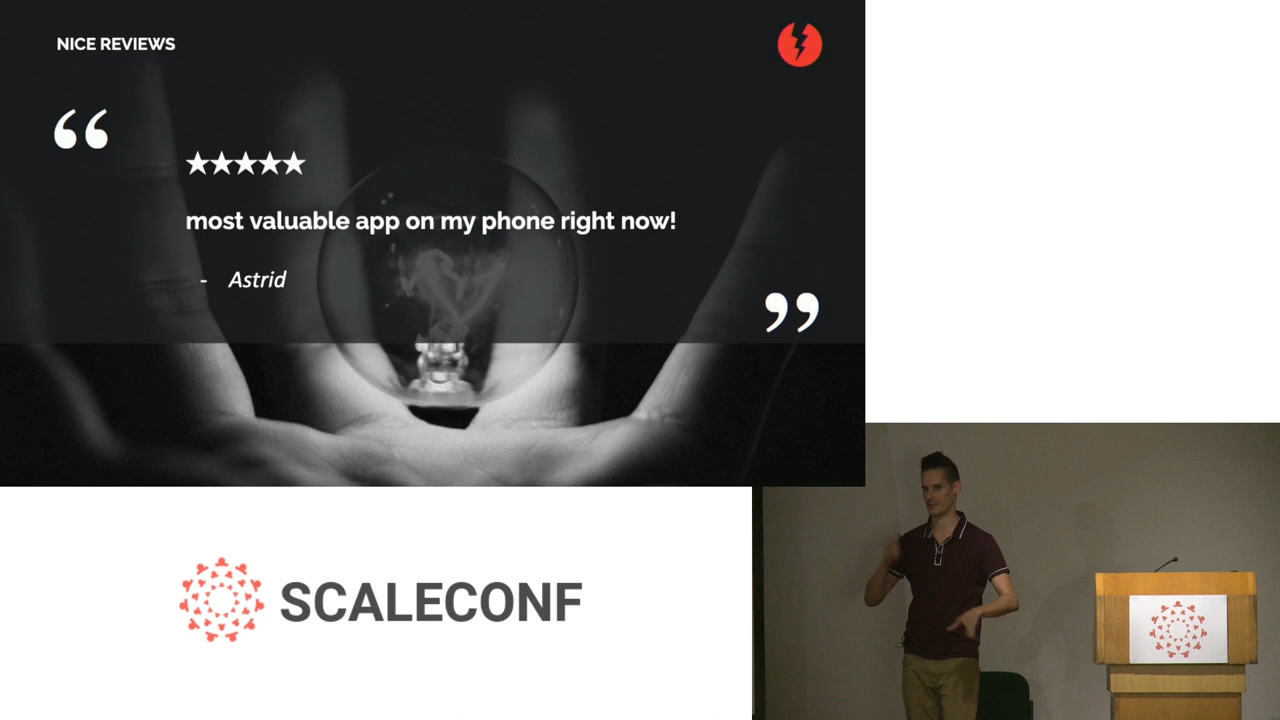 NICE REVIEWS
“
★★★★★
most valuable app on my phone right now!
- Astrid
”
SCALECONF